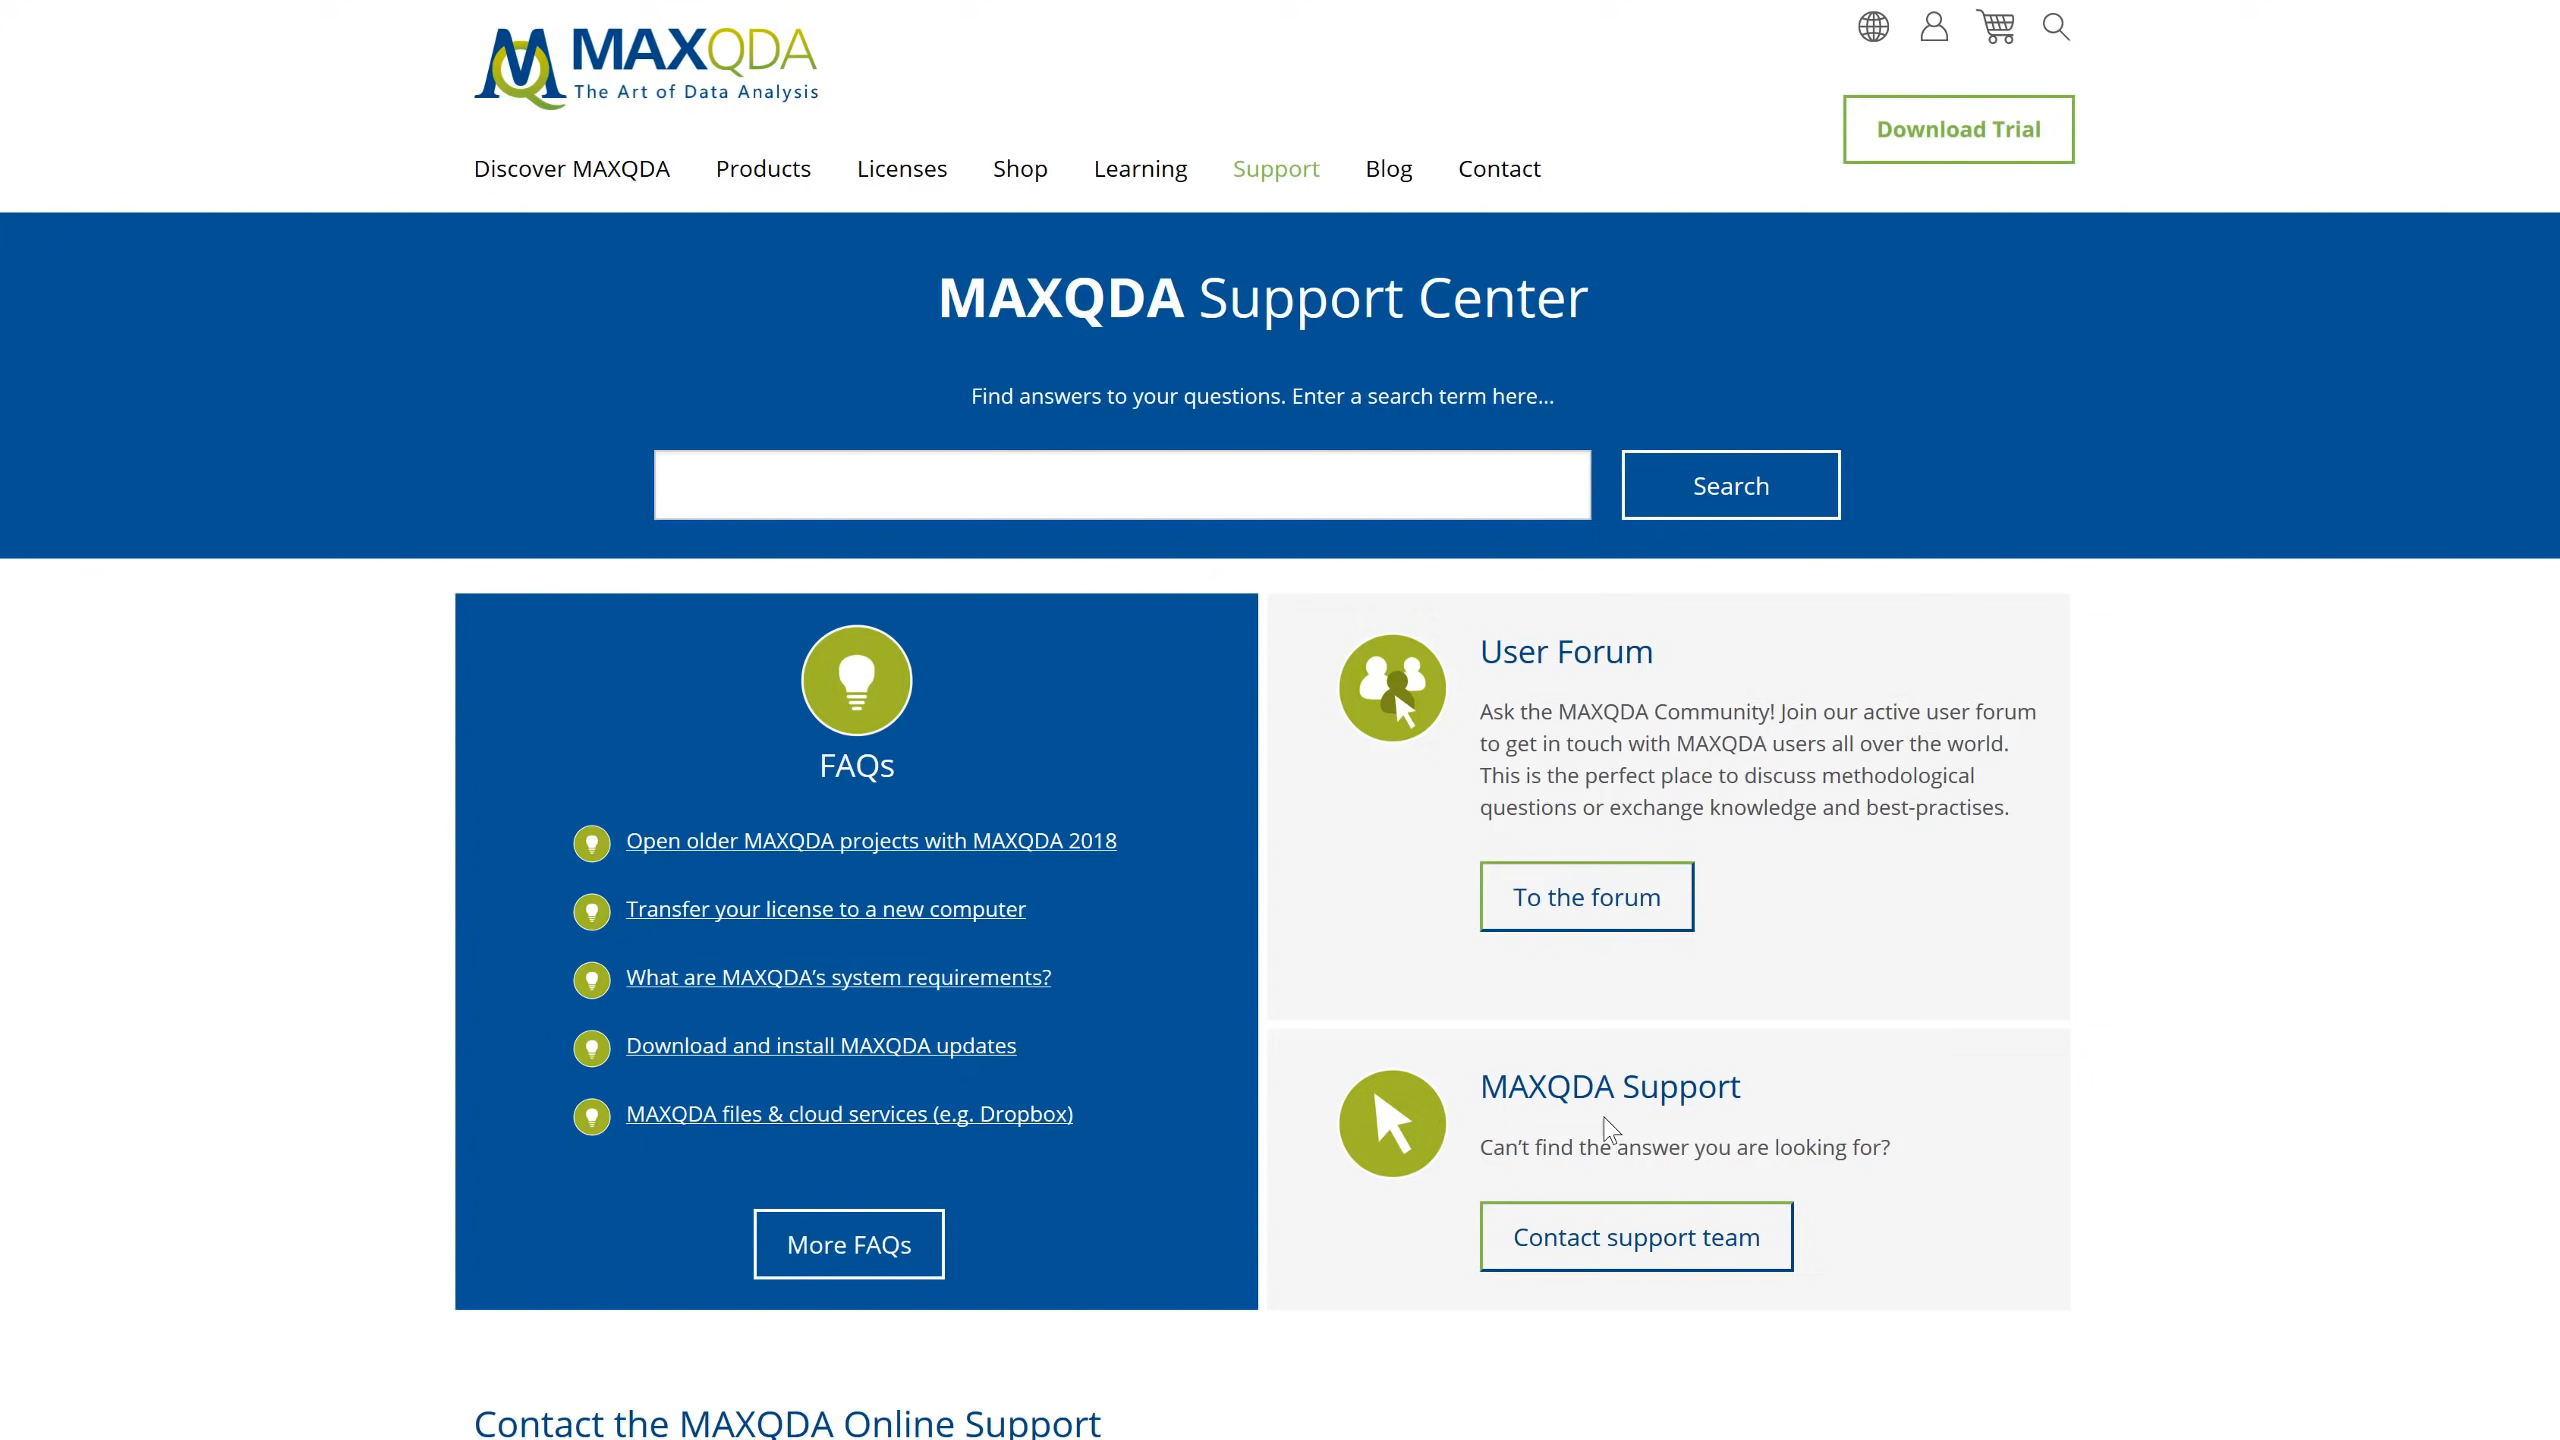 MAXQDA
The Art of Data Analysis
Download Trial
Discover MAXQDA Products Licenses Shop Learning Support Blog Contact
MAXQDA Support Center
Find answers to your questions. Enter a search term here...
Search
FAQs
Open older MAXQDA projects with MAXQDA 2018
Transfer your license to a new computer
What are MAXQDA’s system requirements?
Download and install MAXQDA updates
MAXQDA files & cloud services (e.g. Dropbox)
More FAQs
User Forum
Ask the MAXQDA Community! Join our active user forum
to get in touch with MAXQDA users all over the world.
This is the perfect place to discuss methodological
questions or exchange knowledge and best-practises.
To the forum
MAXQDA Support
Can’t find the answer you are looking for?
Contact support team
Contact the MAXQDA Online Support